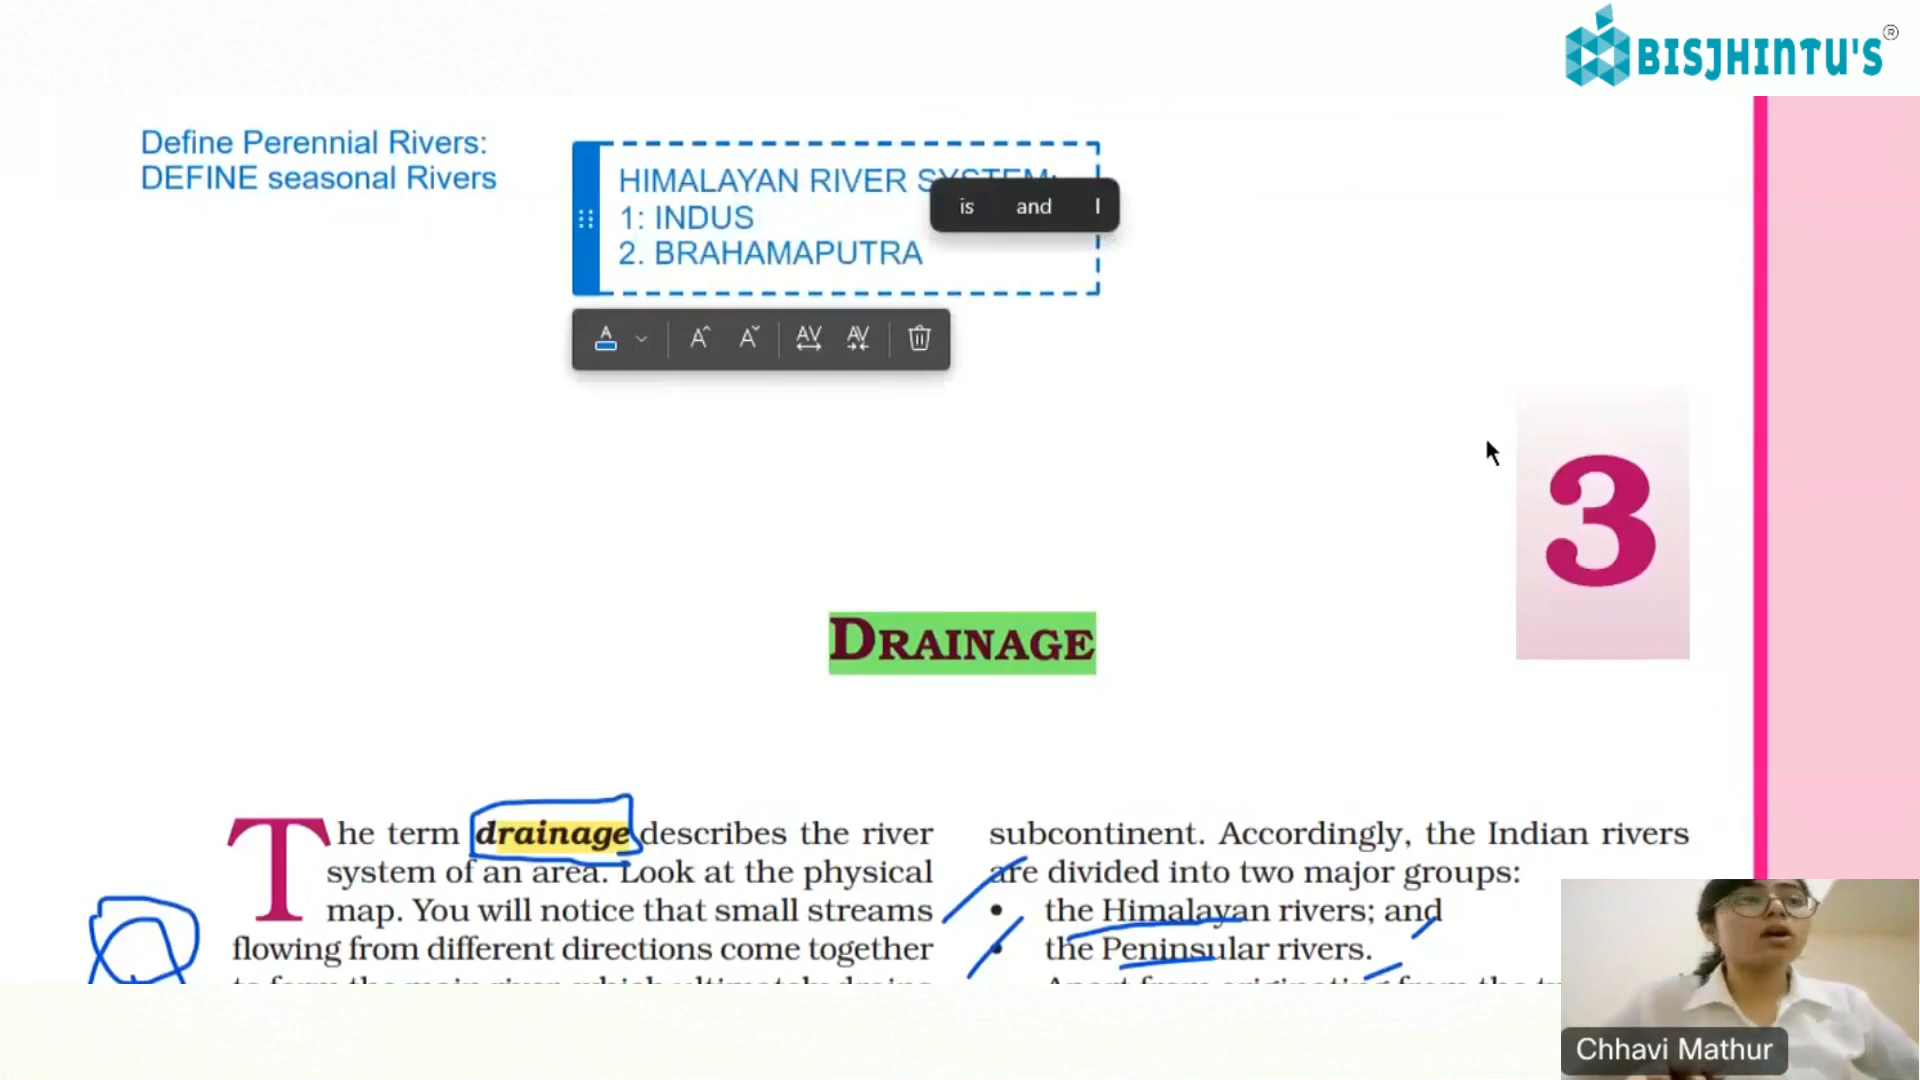 BISJHINTU'S®
Define Perennial Rivers:
DEFINE seasonal Rivers
HIMALAYAN RIVER SYSTEM:
1: INDUS
2. BRAHAMAPUTRA
is and I
3
DRAINAGE
The term drainage describes the river
system of an area. Look at the physical
map. You will notice that small streams
flowing from different directions come together
subcontinent. Accordingly, the Indian rivers
are divided into two major groups:
• the Himalayan rivers; and
• the Peninsular rivers.
Chhavi Mathur